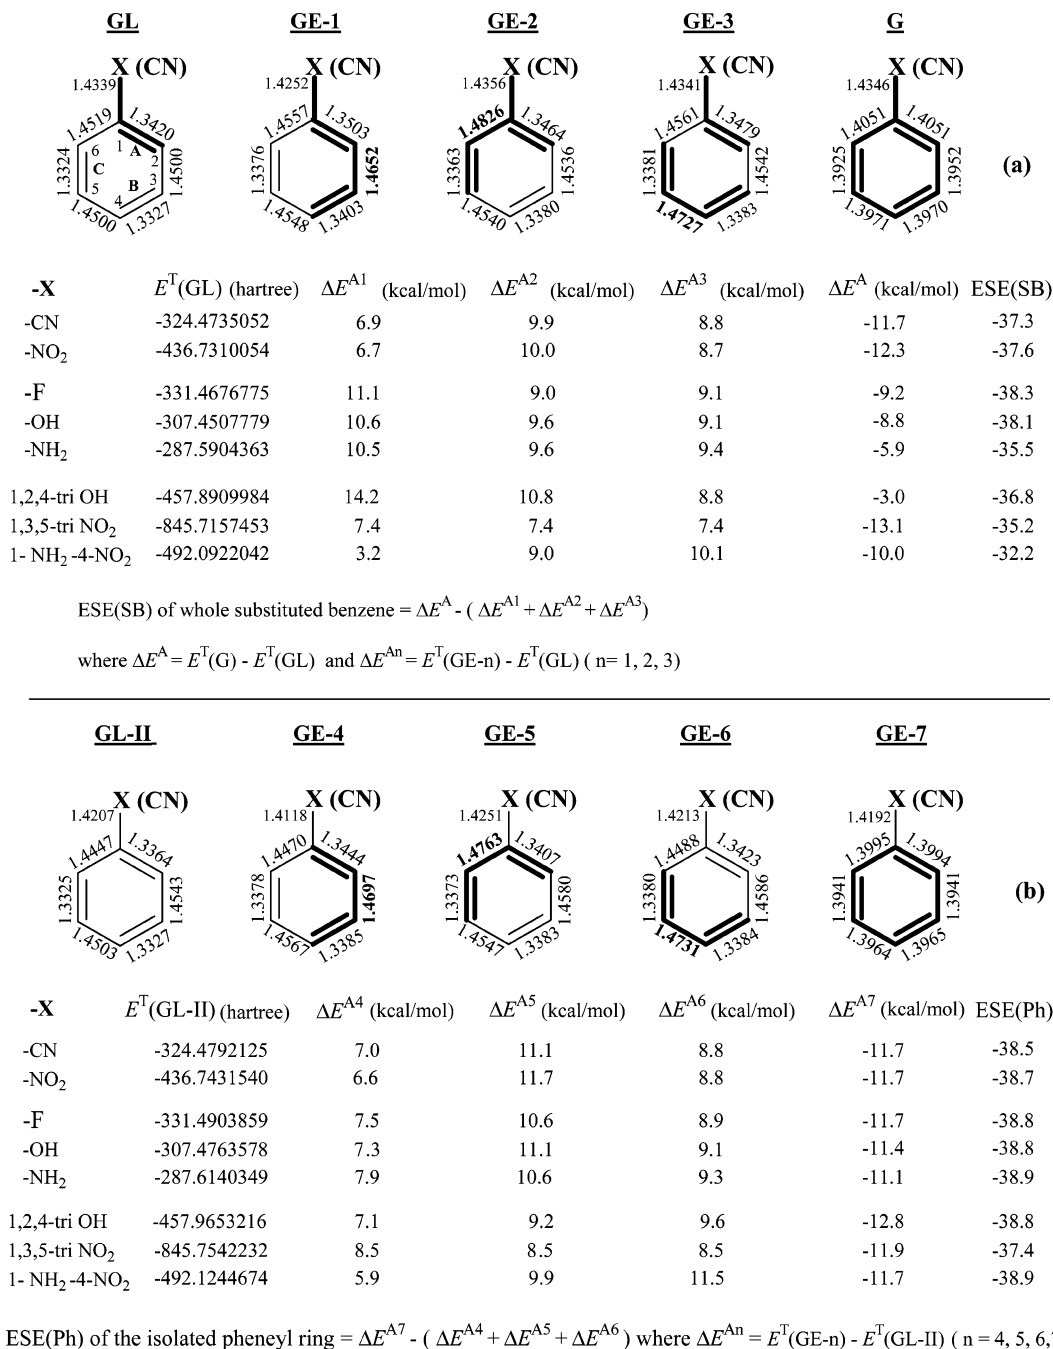 GL GE-1 GE-2 GE-3 G
X (CN) X (CN) X (CN) X (CN) X (CN)
1.4339 1.4252 1.4356 1.4341 1.4346
1.4519 1.3420 1.4557 1.3503 1.4826 1.3464 1.4561 1.3479 1.4051 1.4051
6 1 A 2
1.3324 C 1.4500 1.3376 1.4652 1.3363 1.4536 1.3381 1.4542 1.3925 1.3952 (a)
5 4 B 3
1.4500 1.3327 1.4548 1.3403 1.4540 1.3380 1.4727 1.3383 1.3971 1.3970
-X E^T(GL) (hartree) ΔE^A1 (kcal/mol) ΔE^A2 (kcal/mol) ΔE^A3 (kcal/mol) ΔE^A (kcal/mol) ESE(SB)
-CN -324.4735052 6.9 9.9 8.8 -11.7 -37.3
-NO2 -436.7310054 6.7 10.0 8.7 -12.3 -37.6
-F -331.4676775 11.1 9.0 9.1 -9.2 -38.3
-OH -307.4507779 10.6 9.6 9.1 -8.8 -38.1
-NH2 -287.5904363 10.5 9.6 9.4 -5.9 -35.5
1,2,4-tri OH -457.8909984 14.2 10.8 8.8 -3.0 -36.8
1,3,5-tri NO2 -845.7157453 7.4 7.4 7.4 -13.1 -35.2
1- NH2 -4-NO2 -492.0922042 3.2 9.0 10.1 -10.0 -32.2
ESE(SB) of whole substituted benzene = ΔE^A - ( ΔE^A1 + ΔE^A2 + ΔE^A3)
where ΔE^A = E^T(G) - E^T(GL) and ΔE^An = E^T(GE-n) - E^T(GL) ( n= 1, 2, 3)
GL-II GE-4 GE-5 GE-6 GE-7
X (CN) X (CN) X (CN) X (CN) X (CN)
1.4207 1.4118 1.4251 1.4213 1.4192
1.4447 1.3364 1.4470 1.3444 1.4763 1.3407 1.4488 1.3423 1.3995 1.3994
1.3325 1.4543 1.3378 1.4697 1.3373 1.4580 1.3380 1.4586 1.3941 1.3941 (b)
1.4503 1.3327 1.4567 1.3385 1.4547 1.3383 1.4731 1.3384 1.3964 1.3965
-X E^T(GL-II) (hartree) ΔE^A4 (kcal/mol) ΔE^A5 (kcal/mol) ΔE^A6 (kcal/mol) ΔE^A7 (kcal/mol) ESE(Ph)
-CN -324.4792125 7.0 11.1 8.8 -11.7 -38.5
-NO2 -436.7431540 6.6 11.7 8.8 -11.7 -38.7
-F -331.4903859 7.5 10.6 8.9 -11.7 -38.8
-OH -307.4763578 7.3 11.1 9.1 -11.4 -38.8
-NH2 -287.6140349 7.9 10.6 9.3 -11.1 -38.9
1,2,4-tri OH -457.9653216 7.1 9.2 9.6 -12.8 -38.8
1,3,5-tri NO2 -845.7542232 8.5 8.5 8.5 -11.9 -37.4
1- NH2 -4-NO2 -492.1244674 5.9 9.9 11.5 -11.7 -38.9
ESE(Ph) of the isolated pheneyl ring = ΔE^A7 - ( ΔE^A4 + ΔE^A5 + ΔE^A6 ) where ΔE^An = E^T(GE-n) - E^T(GL-II) ( n = 4, 5, 6,